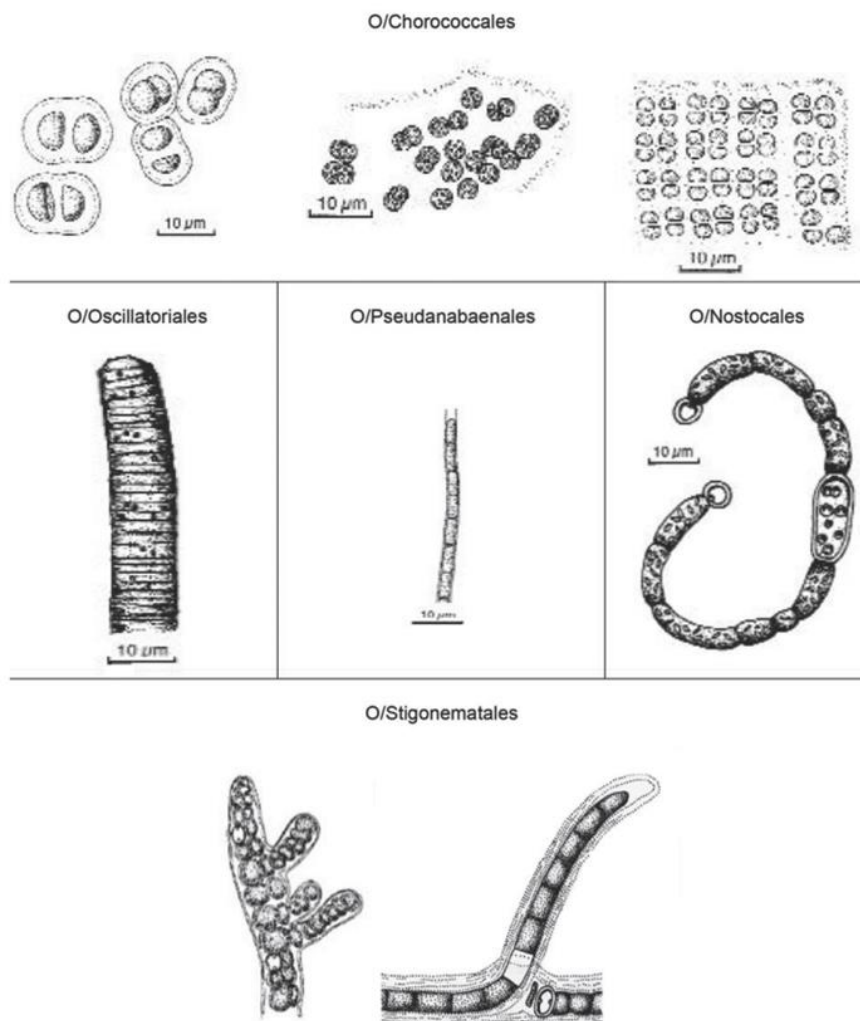 O/Chorococcales
10 µm
10 µm
10 µm
O/Oscillatoriales
O/Pseudanabaenales
O/Nostocales
10 µm
10 µm
10 µm
O/Stigonematales